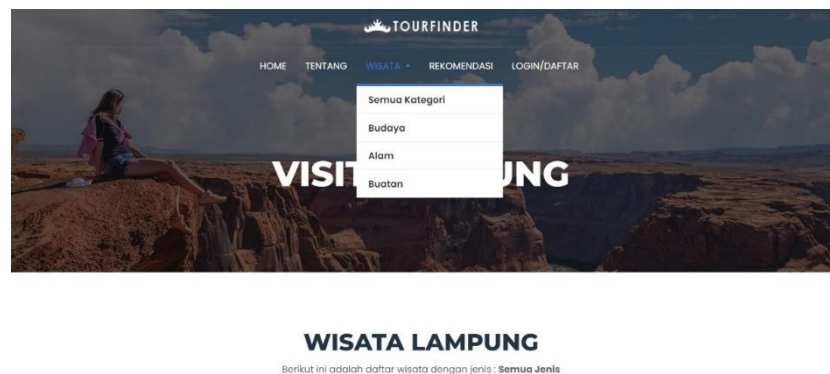 TOURFINDER
HOME TENTANG WISATA REKOMENDASI LOGIN/DAFTAR
Semua Kategori
Budaya
Alam
Buatan
VISIT
WISATA LAMPUNG
Berikut ini adalah daftar wisata dengan jenis : Semua Jenis